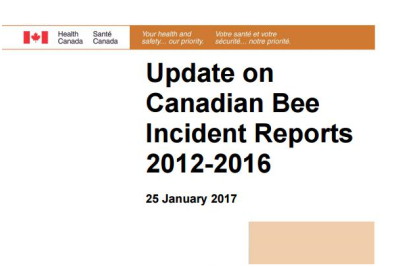 Health Canada
Santé Canada
Your health and safety... our priority.
Votre santé et votre sécurité... notre priorité.
Update on
Canadian Bee
Incident Reports
2012-2016
25 January 2017